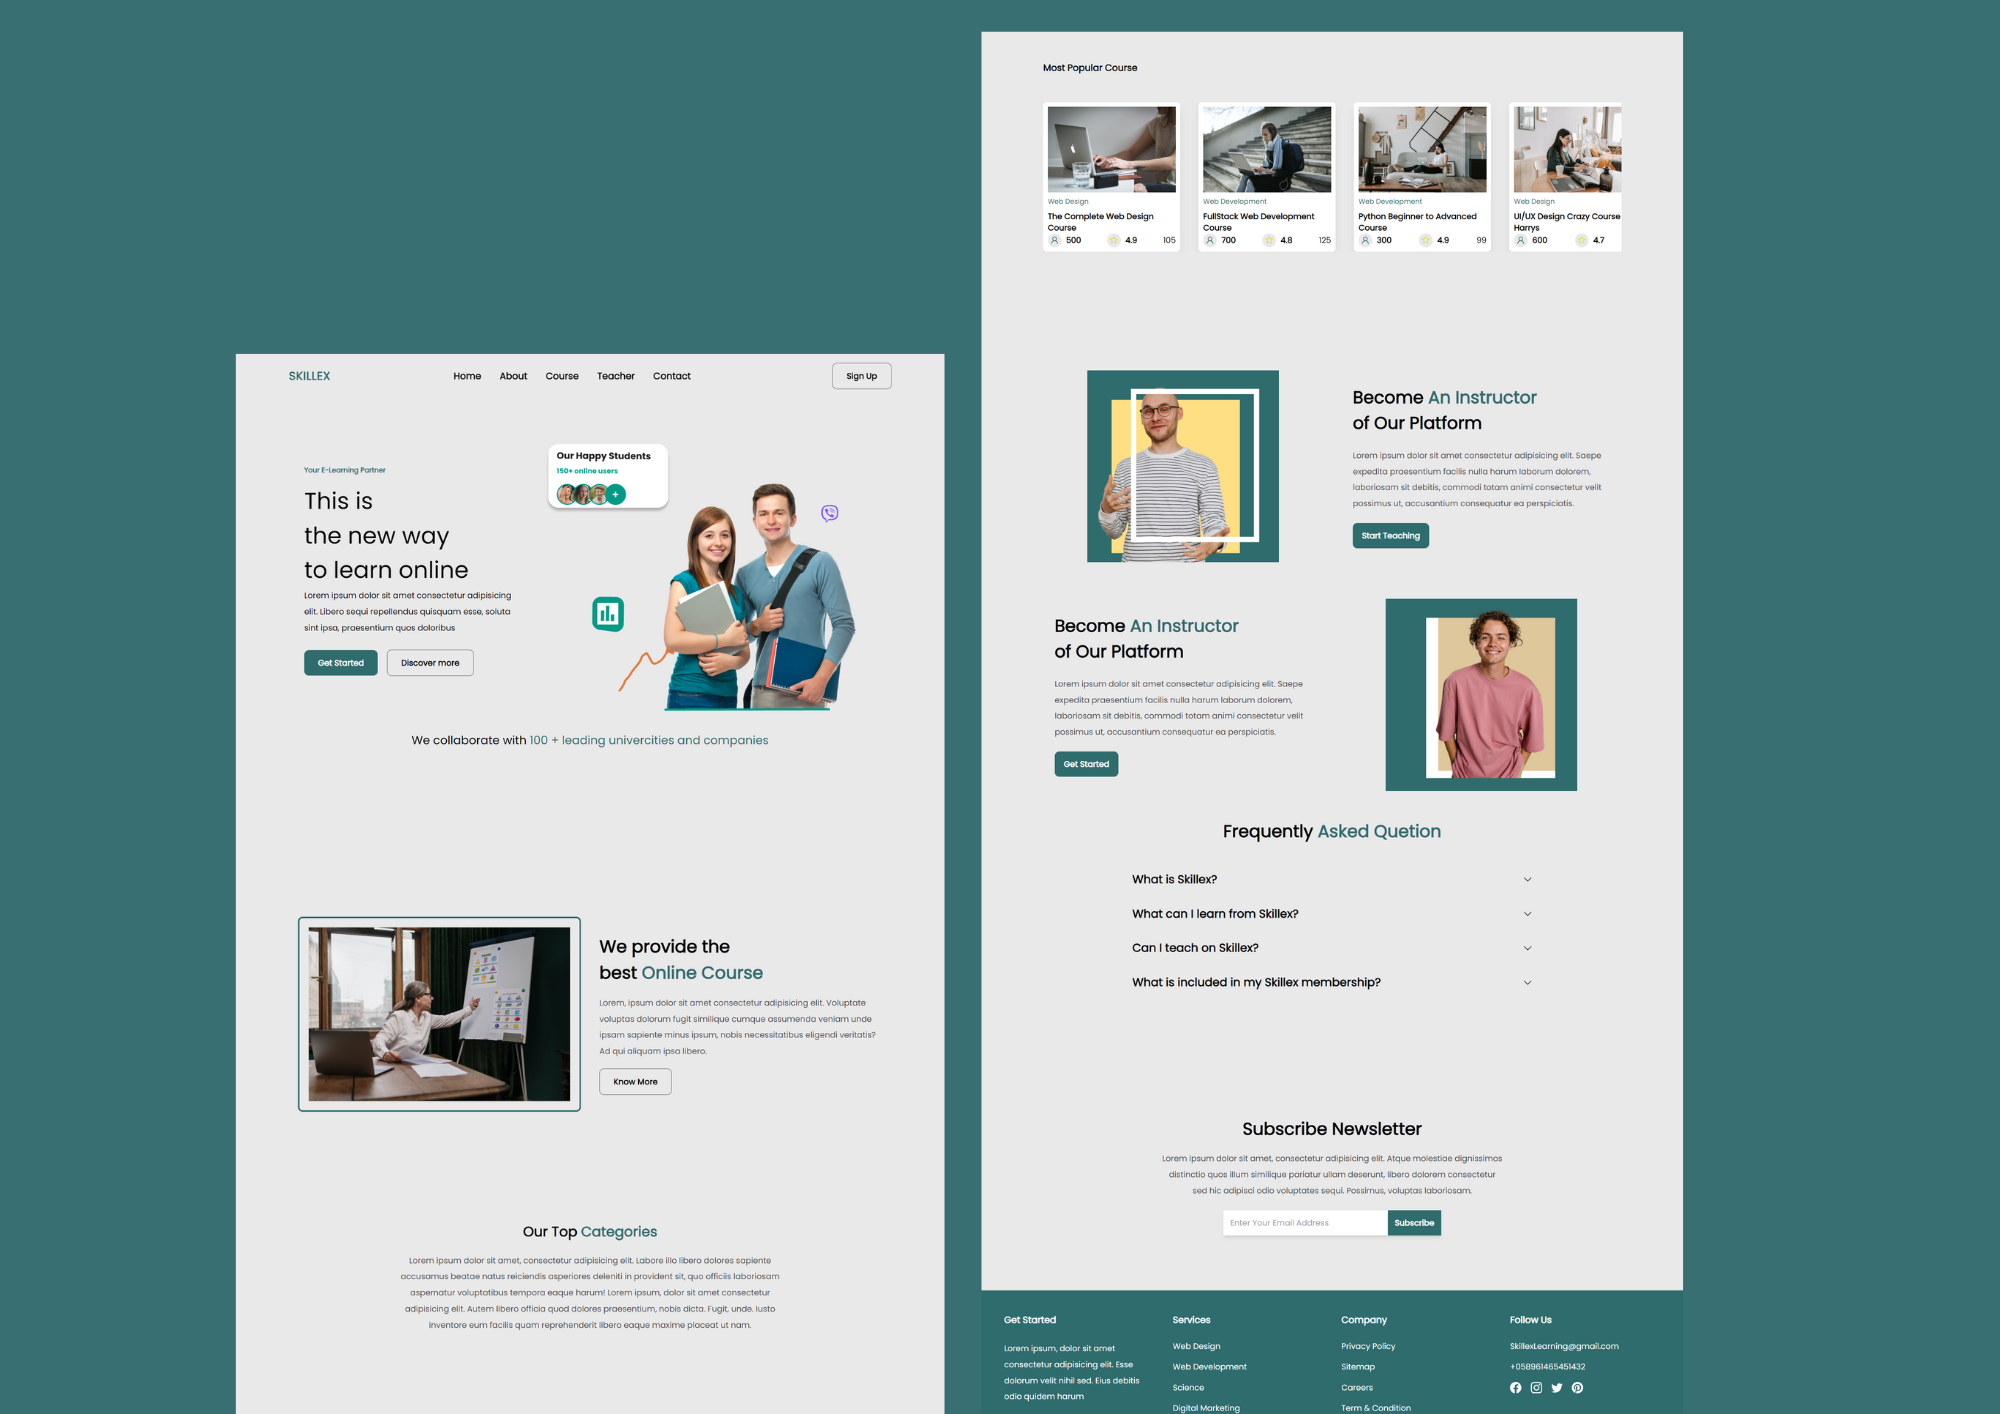 SKILLEX
Home About Course Teacher Contact
Sign Up
Your E-Learning Partner
This is
the new way
to learn online
Lorem ipsum dolor sit amet consectetur adipisicing
elit. Libero sequi repellendus quisquam esse, soluta
sint ipsa, praesentium quos doloribus
Get Started
Discover more
Our Happy Students
150+ online users
+
We collaborate with 100 + leading univercities and companies
We provide the
best Online Course
Lorem, ipsum dolor sit amet consectetur adipisicing elit. Voluptate
voluptas dolorum fugit similique cumque assumenda veniam unde
ipsam sapiente minus ipsum, nobis necessitatibus eligendi veritatis?
Ad qui aliquam ipsa libero.
Know More
Our Top Categories
Lorem ipsum dolor sit amet, consectetur adipisicing elit. Labore illo libero dolores sapiente
accusamus beatae natus reiciendis asperiores deleniti in provident sit, quo officiis laboriosam
aspernatur voluptatibus tempora eaque harum! Lorem ipsum, dolor sit amet consectetur
adipisicing elit. Autem libero officia quod dolores praesentium, nobis dicta. Fugit, unde. Iusto
inventore eum facilis quam reprehenderit libero eaque maxime placeat ut nam.
Most Popular Course
Web Design
The Complete Web Design
Course
500 4.9 105
Web Development
FullStack Web Development
Course
700 4.8 125
Web Development
Python Beginner to Advanced
Course
300 4.9 99
Web Design
UI/UX Design Crazy Course
Harrys
600 4.7
Become An Instructor
of Our Platform
Lorem ipsum dolor sit amet consectetur adipisicing elit. Saepe
expedita praesentium facilis nulla harum laborum dolorem,
laboriosam sit debitis, commodi totam animi consectetur velit
possimus ut, accusantium consequatur ea perspiciatis.
Start Teaching
Become An Instructor
of Our Platform
Lorem ipsum dolor sit amet consectetur adipisicing elit. Saepe
expedita praesentium facilis nulla harum laborum dolorem,
laboriosam sit debitis, commodi totam animi consectetur velit
possimus ut, accusantium consequatur ea perspiciatis.
Get Started
Frequently Asked Quetion
What is Skillex?
What can I learn from Skillex?
Can I teach on Skillex?
What is included in my Skillex membership?
Subscribe Newsletter
Lorem ipsum dolor sit amet, consectetur adipisicing elit. Atque molestiae dignissimos
distinctio quos illum similique pariatur ullam deserunt, libero dolorem consectetur
sed hic adipisci odio voluptates sequi. Possimus, voluptas laboriosam.
Enter Your Email Address
Subscribe
Get Started
Lorem ipsum, dolor sit amet
consectetur adipisicing elit. Esse
dolorum velit nihil sed. Eius debitis
odio quidem harum
Services
Web Design
Web Development
Science
Digital Marketing
Company
Privacy Policy
Sitemap
Careers
Term & Condition
Follow Us
SkillexLearning@gmail.com
+058961465451432